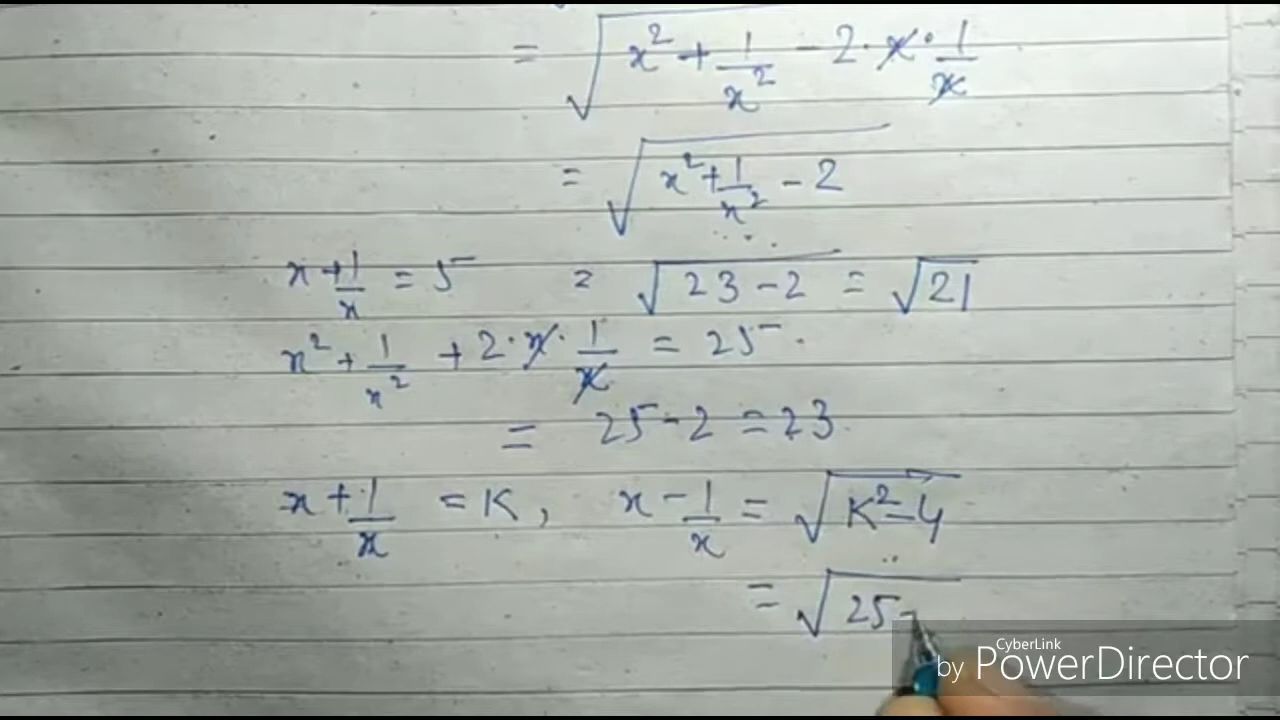 = √(x² + 1/x² - 2 · x · 1/x)
= √(x² + 1/x² - 2)
x + 1/x = 5 = √(23 - 2) = √21
x² + 1/x² + 2 · x · 1/x = 25
= 25 - 2 = 23
x + 1/x = K, x - 1/x = √(K² - 4)
= √(25 -
CyberLink
by PowerDirector